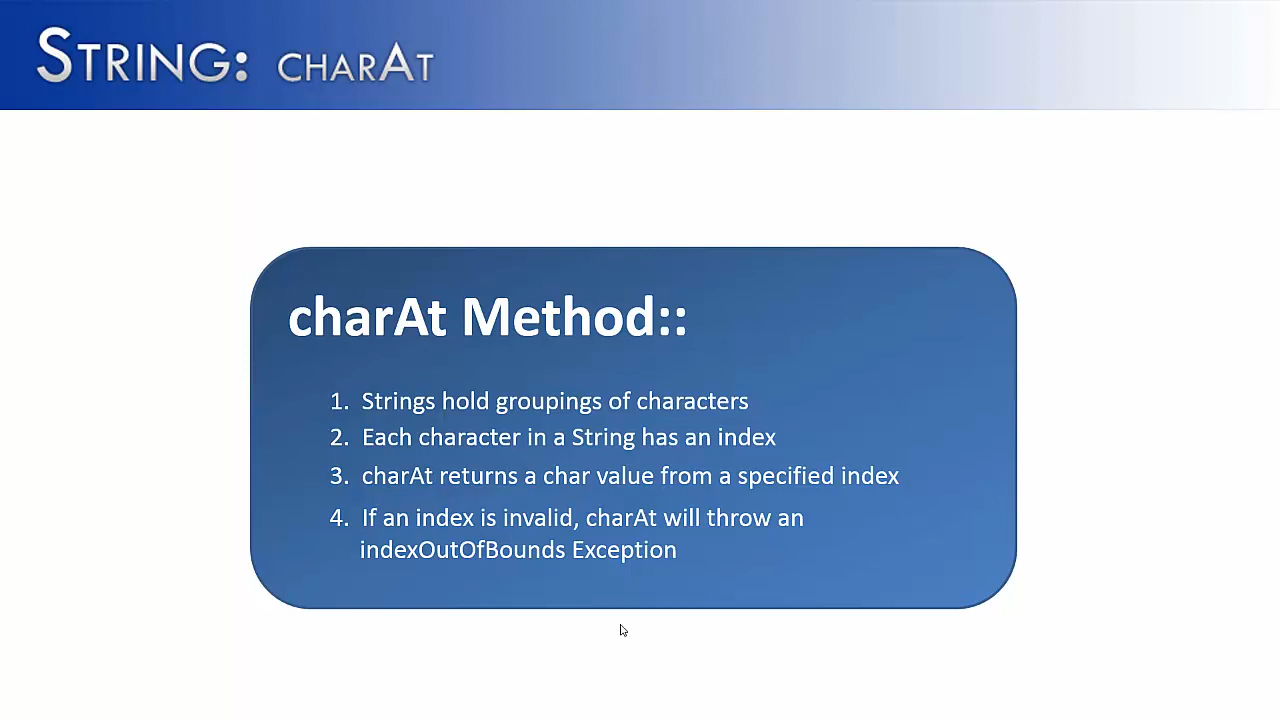 STRING: CHARAT
charAt Method::
1. Strings hold groupings of characters
2. Each character in a String has an index
3. charAt returns a char value from a specified index
4. If an index is invalid, charAt will throw an
indexOutOfBounds Exception